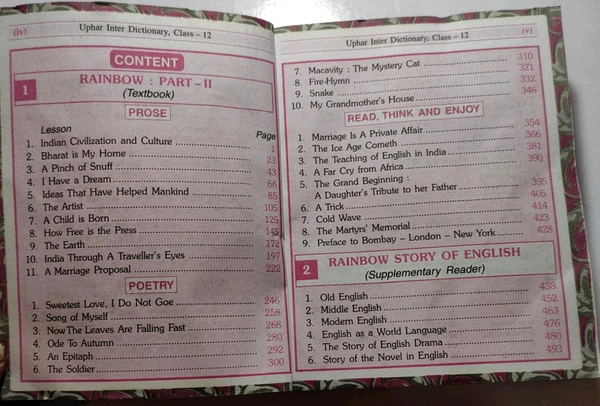 (iv) Uphar Inter Dictionary, Class – 12
CONTENT
1 RAINBOW : PART – II
(Textbook)
PROSE
Lesson Page
1. Indian Civilization and Culture 1
2. Bharat is My Home 23
3. A Pinch of Snuff 43
4. I Have a Dream 66
5. Ideas That Have Helped Mankind 85
6. The Artist 105
7. A Child is Born 125
8. How Free is the Press 145
9. The Earth 172
10. India Through A Traveller's Eyes 197
11. A Marriage Proposal 222
POETRY
1. Sweetest Love, I Do Not Goe 246
2. Song of Myself 258
3. Now The Leaves Are Falling Fast 268
4. Ode To Autumn 280
5. An Epitaph 292
6. The Soldier 300
Uphar Inter Dictionary, Class – 12 (v)
7. Macavity : The Mystery Cat 310
8. Fire-Hymn 321
9. Snake 332
10. My Grandmother's House 346
READ, THINK AND ENJOY
1. Marriage Is A Private Affair 354
2. The Ice Age Cometh 366
3. The Teaching of English in India 381
4. A Far Cry from Africa 390
5. The Grand Beginning :
A Daughter's Tribute to her Father 395
6. A Trick 405
7. Cold Wave 414
8. The Martyrs' Memorial 423
9. Preface to Bombay – London – New York 428
2 RAINBOW STORY OF ENGLISH
(Supplementary Reader)
1. Old English 438
2. Middle English 452
3. Modern English 463
4. English as a World Language 476
5. The Story of English Drama 480
6. Story of the Novel in English 493